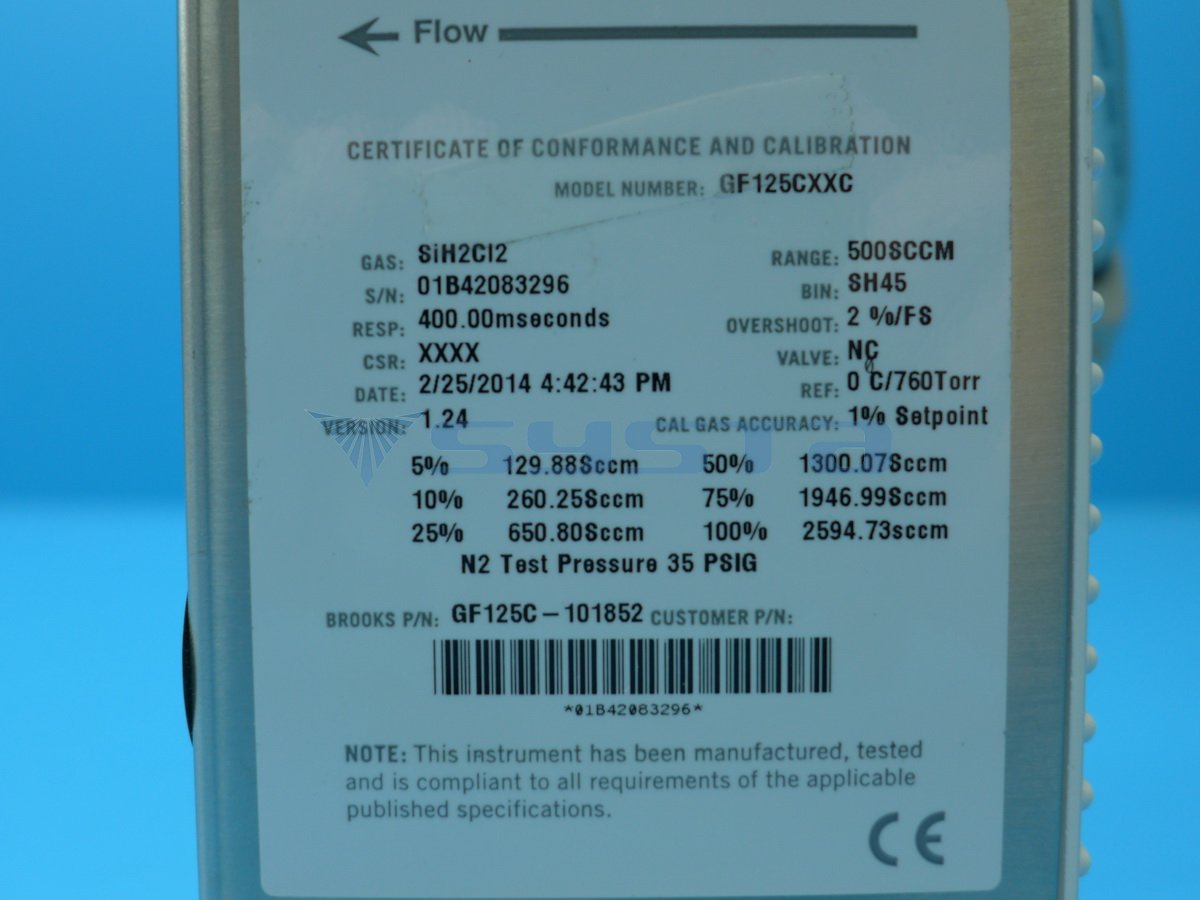 Flow
CERTIFICATE OF CONFORMANCE AND CALIBRATION
MODEL NUMBER: GF125CXXC
GAS: SiH2Cl2 RANGE: 500SCCM
S/N: 01B42083296 BIN: SH45
RESP: 400.00mseconds OVERSHOOT: 2 %/FS
CSR: XXXX VALVE: NC
DATE: 2/25/2014 4:42:43 PM REF: 0 C/760Torr
VERSION: 1.24 CAL GAS ACCURACY: 1% Setpoint
SYSTA
5% 129.88Sccm 50% 1300.07Sccm
10% 260.25Sccm 75% 1946.99Sccm
25% 650.80Sccm 100% 2594.73sccm
N2 Test Pressure 35 PSIG
BROOKS P/N: GF125C-101852 CUSTOMER P/N:
*01B42083296*
NOTE: This instrument has been manufactured, tested
and is compliant to all requirements of the applicable
published specifications.
CE